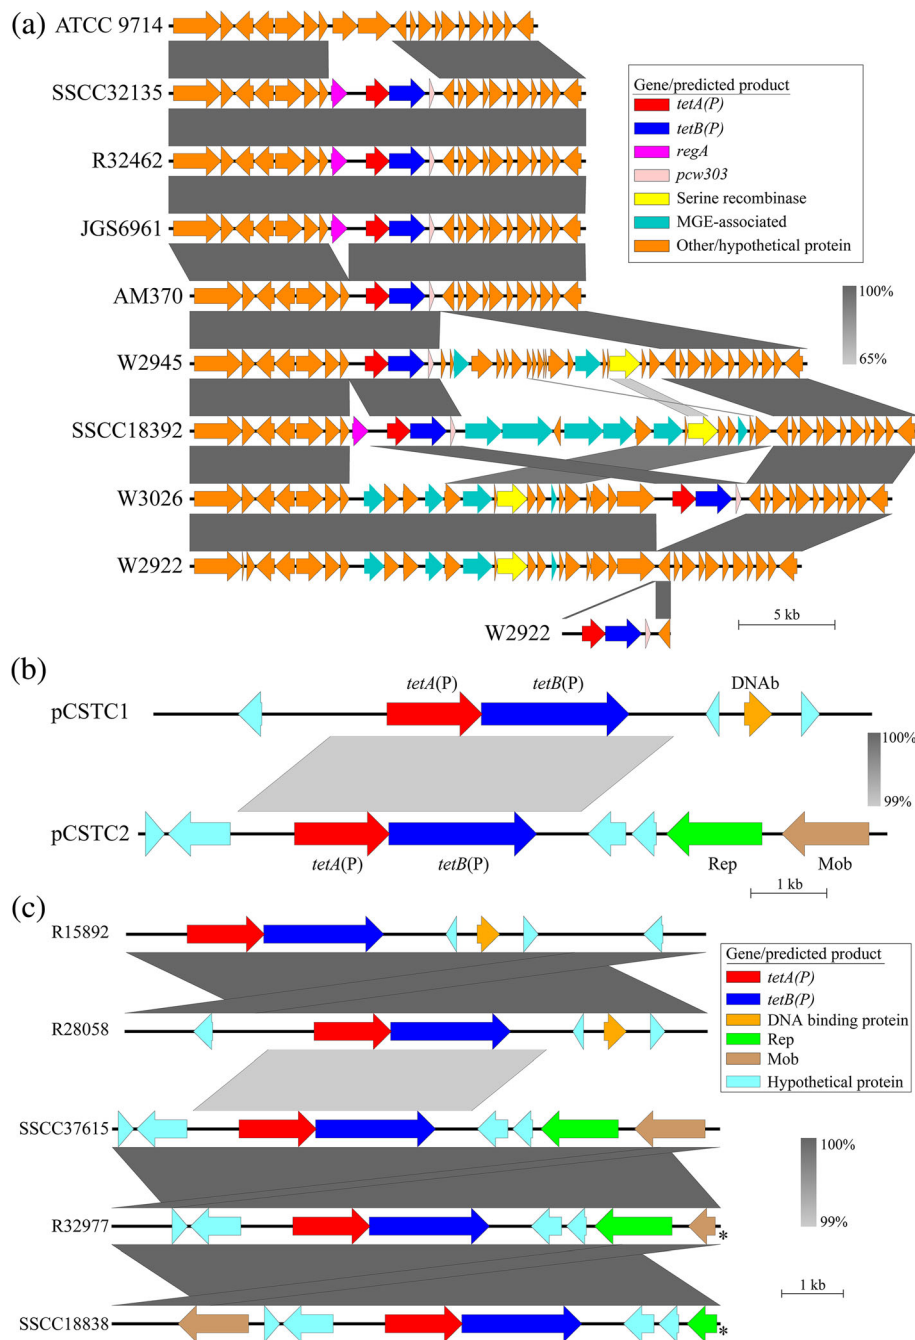 (a)
ATCC 9714
SSCC32135
R32462
JGS6961
AM370
W2945
SSCC18392
W3026
W2922
W2922
Gene/predicted product
tetA(P)
tetB(P)
regA
pcw303
Serine recombinase
MGE-associated
Other/hypothetical protein
100%
65%
5 kb
(b)
tetA(P) tetB(P) DNAb
pCSTC1
100%
99%
pCSTC2
tetA(P) tetB(P) Rep Mob
1 kb
(c)
R15892
R28058
SSCC37615
R32977 *
SSCC18838 *
Gene/predicted product
tetA(P)
tetB(P)
DNA binding protein
Rep
Mob
Hypothetical protein
100%
99%
1 kb